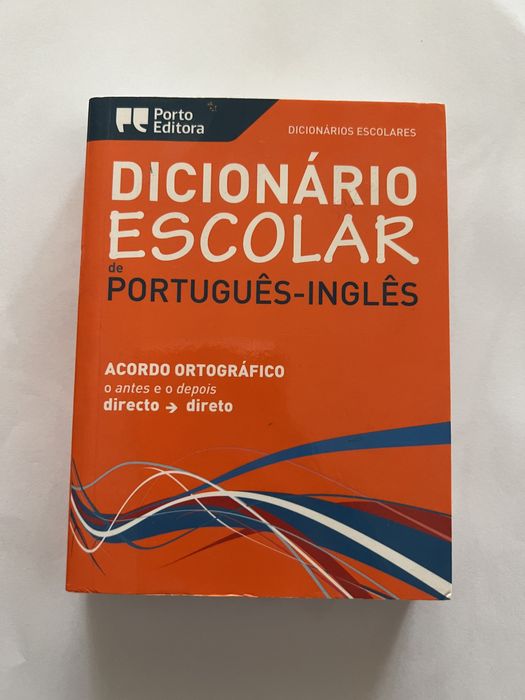 Porto
Editora
DICIONÁRIOS ESCOLARES
DICIONÁRIO
ESCOLAR
de
PORTUGUÊS-INGLÊS
ACORDO ORTOGRÁFICO
o antes e o depois
directo → direto